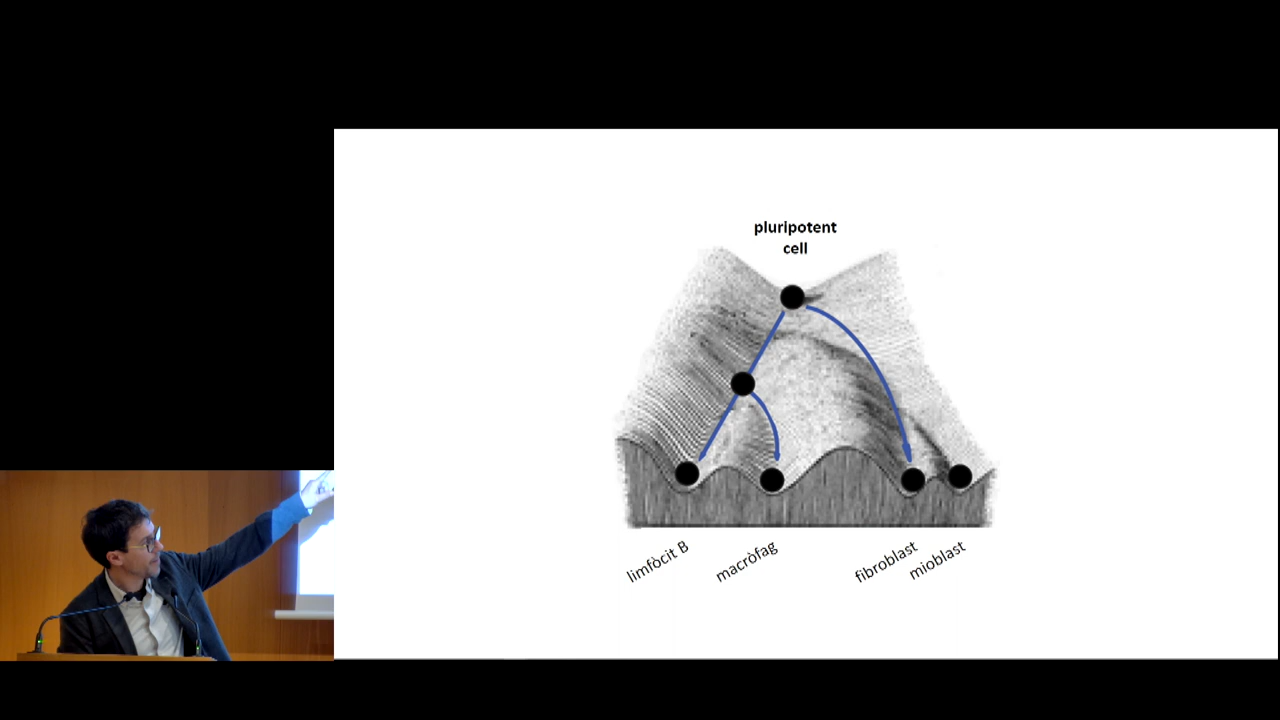 pluripotent
cell
limfòcit B
macròfag
fibroblast
mioblast